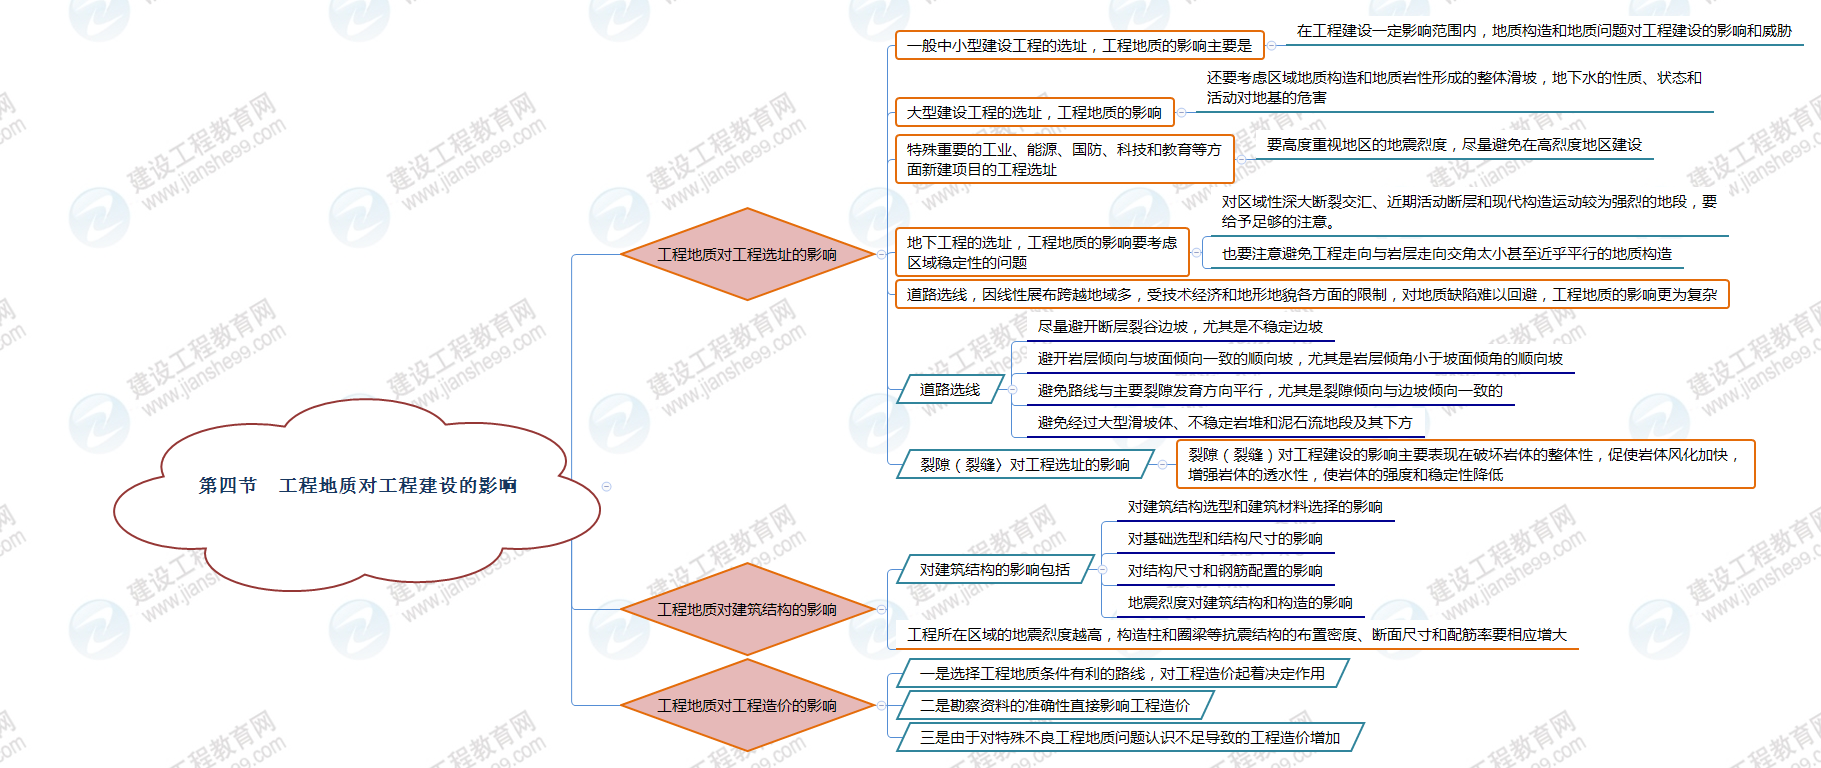 第四节　工程地质对工程建设的影响
工程地质对工程选址的影响
一般中小型建设工程的选址，工程地质的影响主要是
在工程建设一定影响范围内，地质构造和地质问题对工程建设的影响和威胁
大型建设工程的选址，工程地质的影响
还要考虑区域地质构造和地质岩性形成的整体滑坡，地下水的性质、状态和
活动对地基的危害
特殊重要的工业、能源、国防、科技和教育等方
面新建项目的工程选址
要高度重视地区的地震烈度，尽量避免在高烈度地区建设
地下工程的选址，工程地质的影响要考虑
区域稳定性的问题
对区域性深大断裂交汇、近期活动断层和现代构造运动较为强烈的地段，要
给予足够的注意。
也要注意避免工程走向与岩层走向交角太小甚至近乎平行的地质构造
道路选线，因线性展布跨越地域多，受技术经济和地形地貌各方面的限制，对地质缺陷难以回避，工程地质的影响更为复杂
道路选线
尽量避开断层裂谷边坡，尤其是不稳定边坡
避开岩层倾向与坡面倾向一致的顺向坡，尤其是岩层倾角小于坡面倾角的顺向坡
避免路线与主要裂隙发育方向平行，尤其是裂隙倾向与边坡倾向一致的
避免经过大型滑坡体、不稳定岩堆和泥石流地段及其下方
裂隙（裂缝〉对工程选址的影响
裂隙（裂缝）对工程建设的影响主要表现在破坏岩体的整体性，促使岩体风化加快，
增强岩体的透水性，使岩体的强度和稳定性降低
工程地质对建筑结构的影响
对建筑结构的影响包括
对建筑结构选型和建筑材料选择的影响
对基础选型和结构尺寸的影响
对结构尺寸和钢筋配置的影响
地震烈度对建筑结构和构造的影响
工程所在区域的地震烈度越高，构造柱和圈梁等抗震结构的布置密度、断面尺寸和配筋率要相应增大
工程地质对工程造价的影响
一是选择工程地质条件有利的路线，对工程造价起着决定作用
二是勘察资料的准确性直接影响工程造价
三是由于对特殊不良工程地质问题认识不足导致的工程造价增加
建设工程教育网
www.jianshe99.com